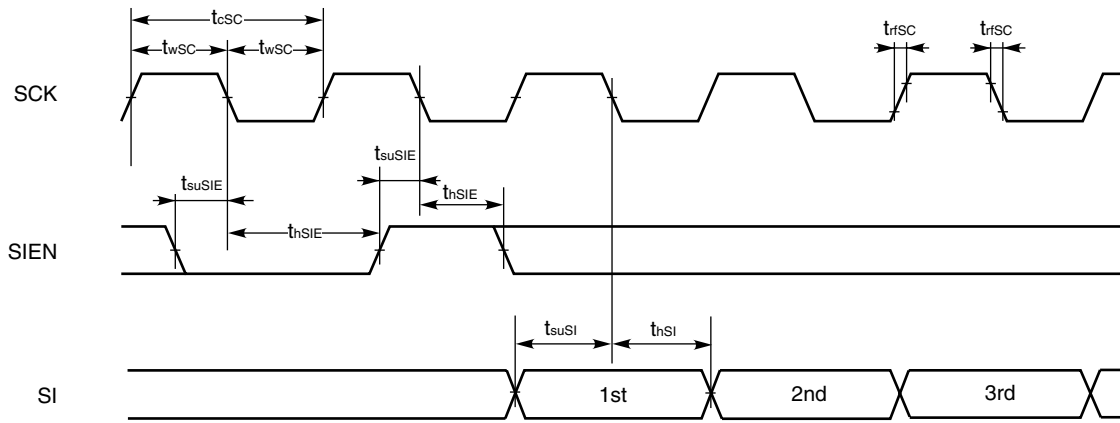 tcSC
twSC twSC
trfSC trfSC
SCK
tsuSIE
tsuSIE
thSIE
thSIE
SIEN
tsuSI thSI
SI 1st 2nd 3rd